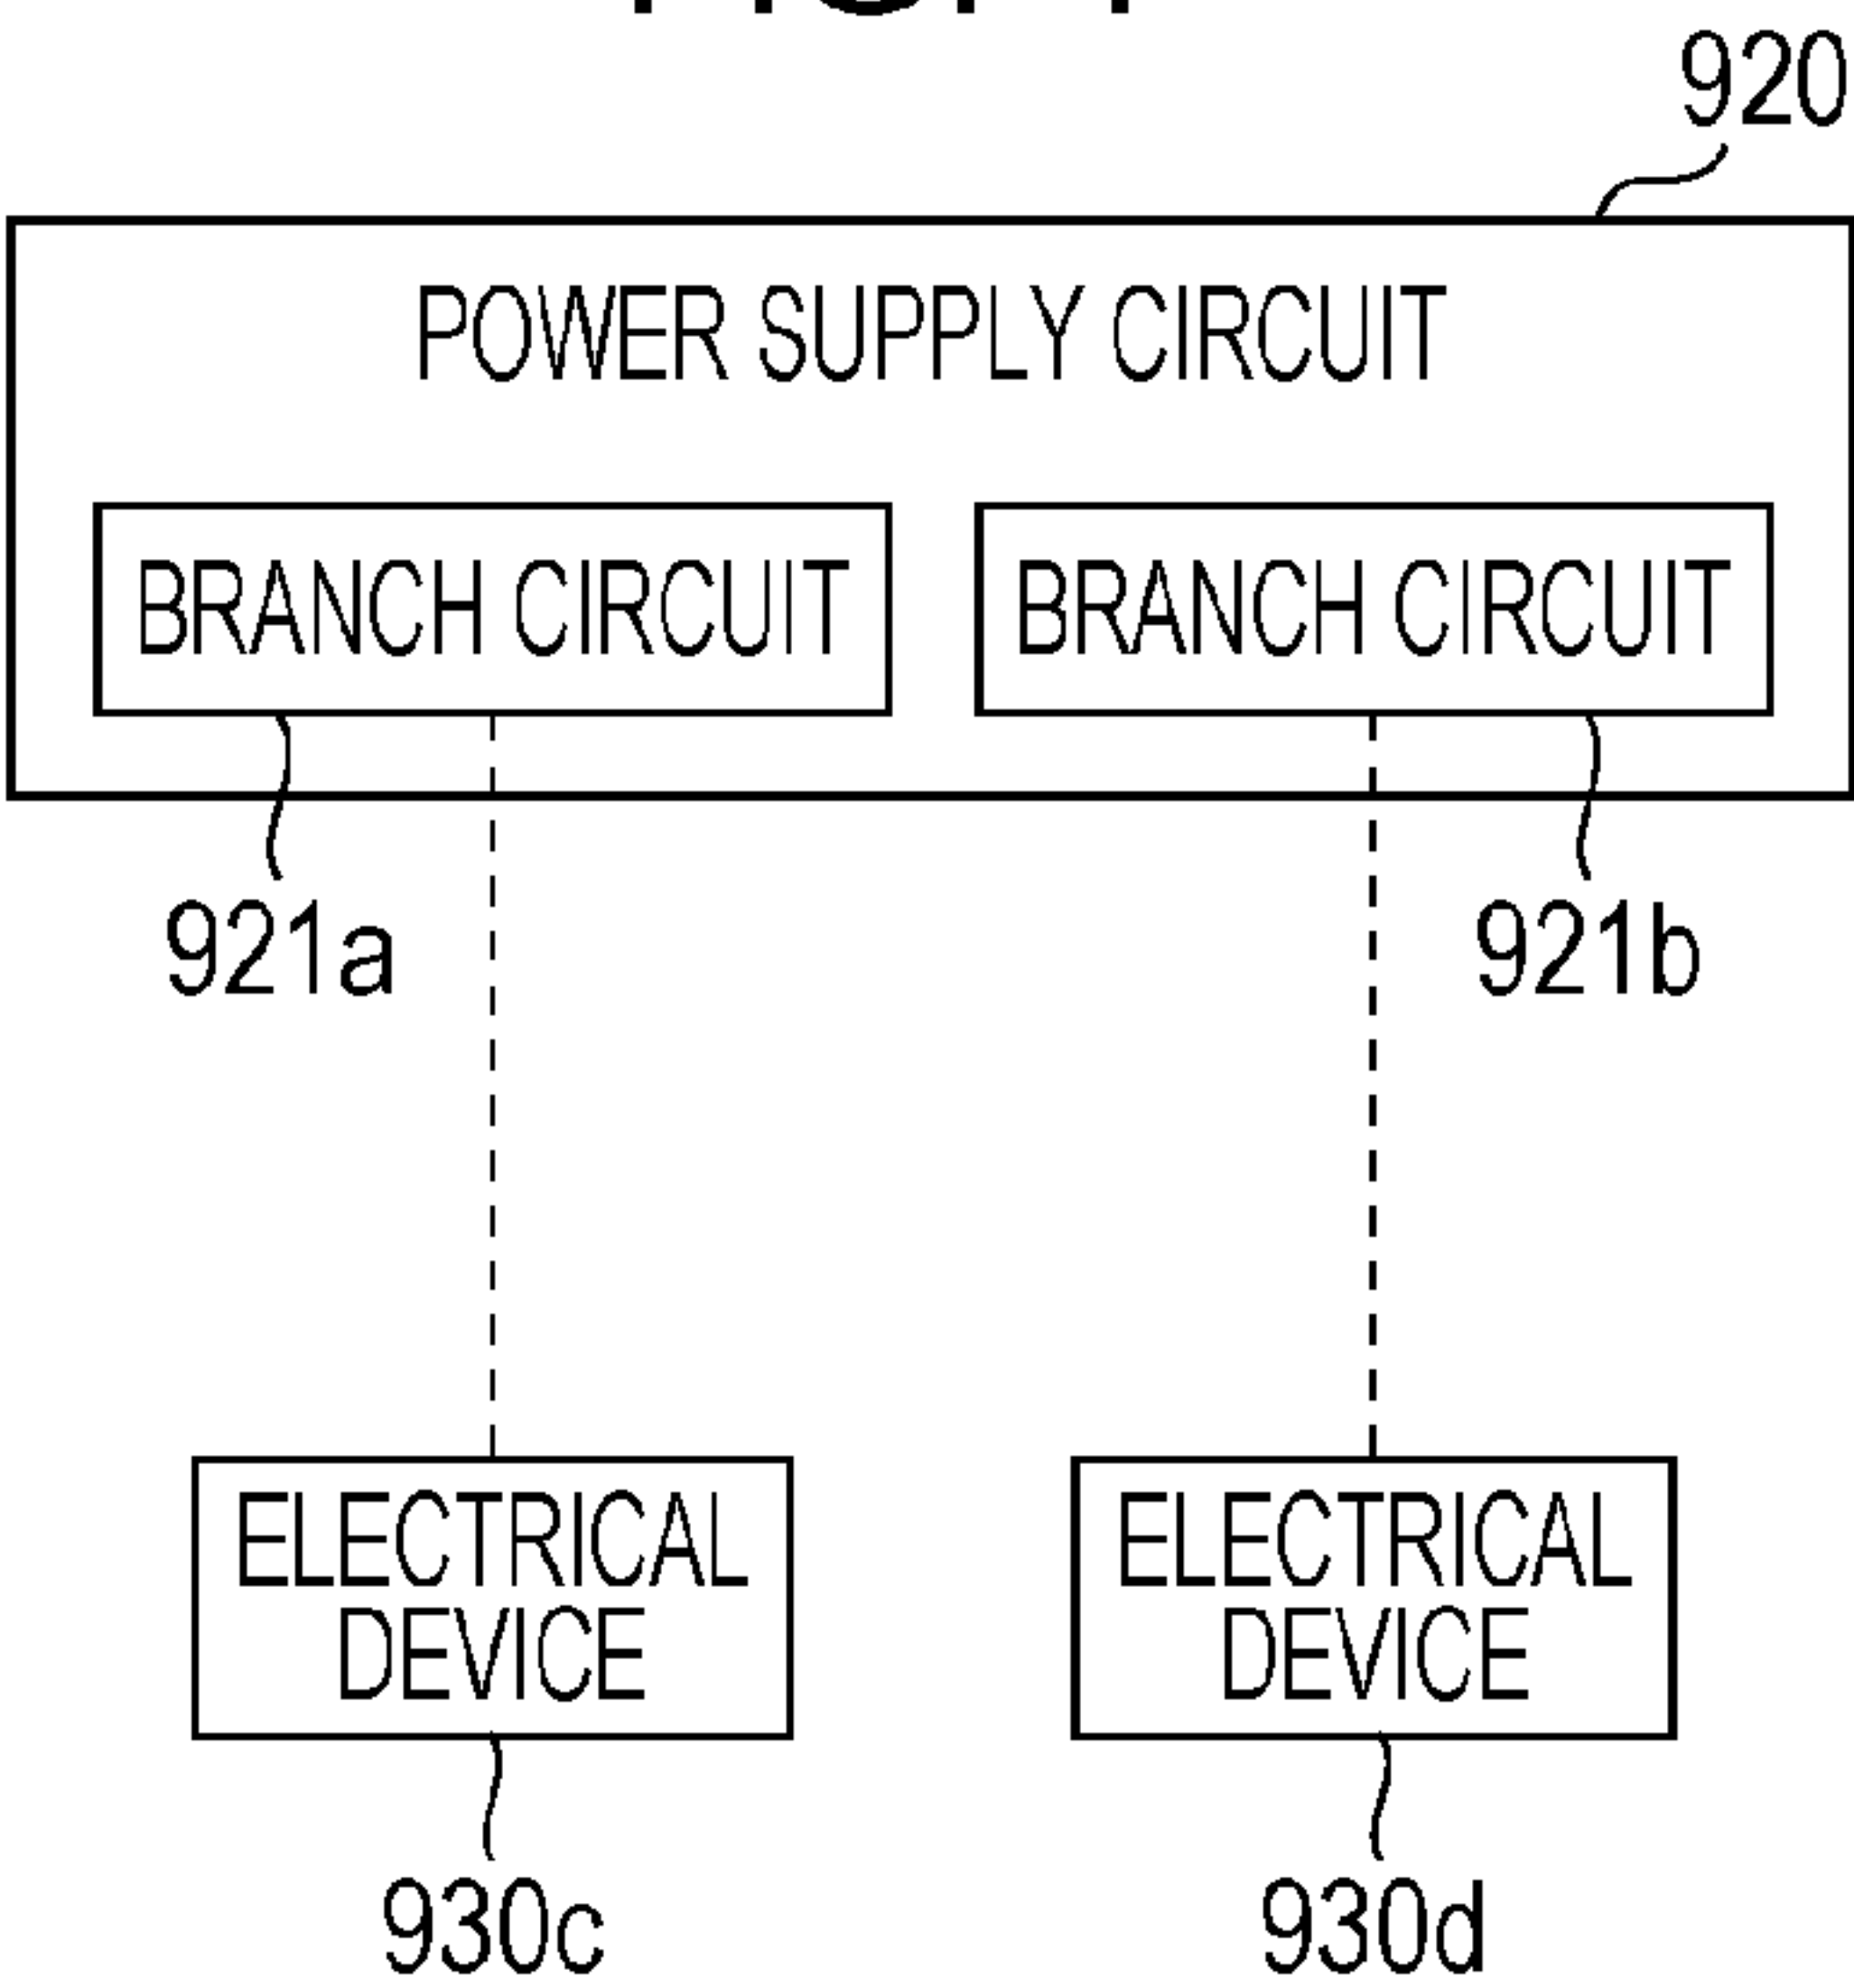 920
POWER SUPPLY CIRCUIT
BRANCH CIRCUIT
BRANCH CIRCUIT
921a
921b
ELECTRICAL
DEVICE
ELECTRICAL
DEVICE
930c
930d